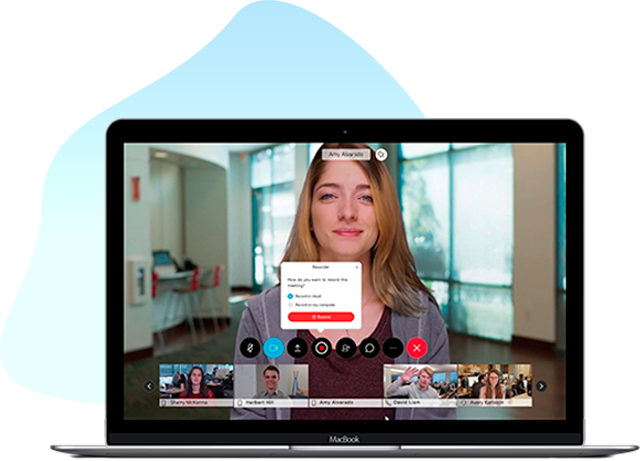 Amy Alvarado
Recorder
How do you want to record this
meeting?
Record in cloud
Record on my computer
Record
Sherry McKenna
Herbert Hill
Amy Alvarado
David Liam
Avery Kathleen
MacBook